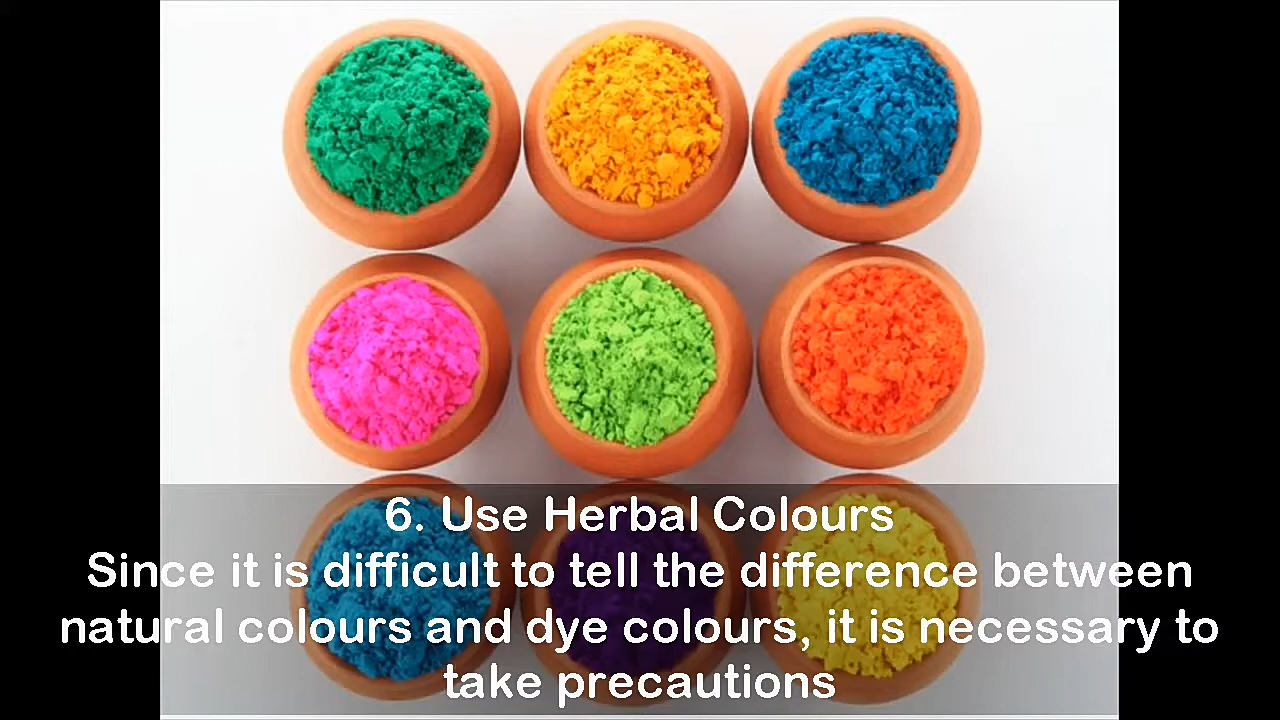 6. Use Herbal Colours
Since it is difficult to tell the difference between
natural colours and dye colours, it is necessary to
take precautions